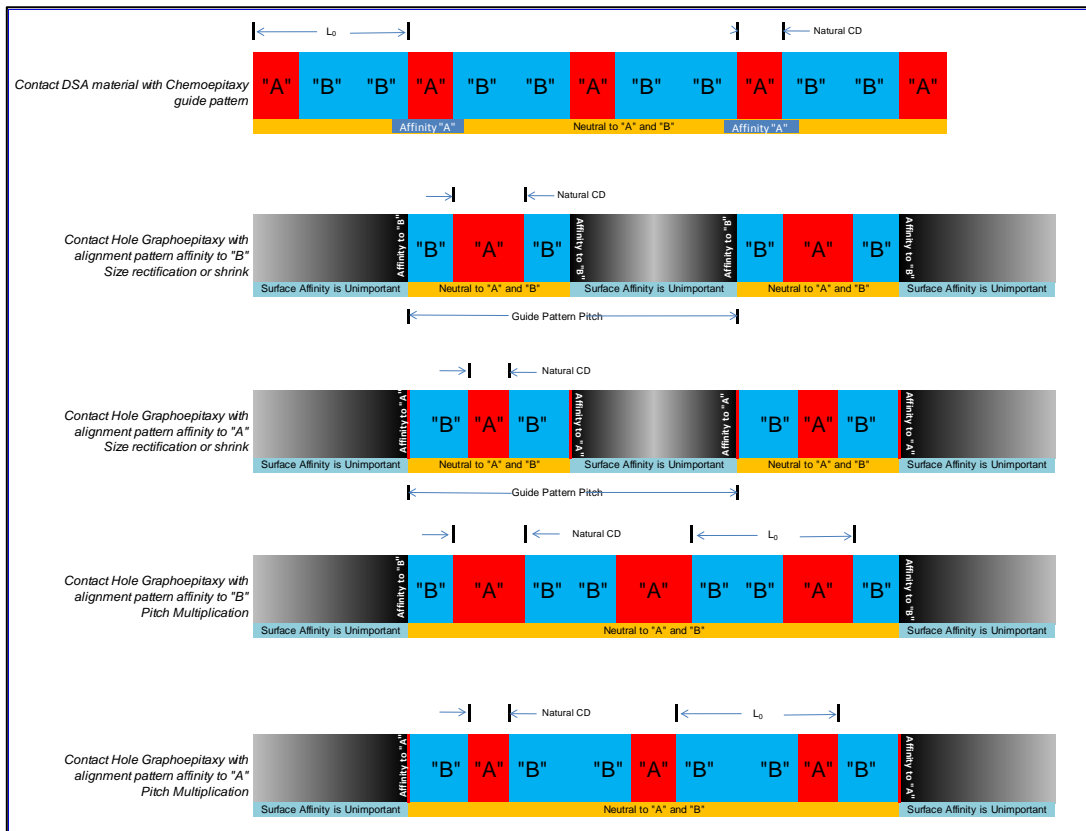 L0
Natural CD
Contact DSA material with Chemoepitaxy
guide pattern
"A" "B" "B" "A" "B" "B" "A" "B" "B" "A" "B" "B" "A"
Affinity "A" Neutral to "A" and "B" Affinity "A"
Natural CD
Contact Hole Graphoepitaxy with
alignment pattern affinity to "B"
Size rectification or shrink
Affinity to "B" "B" "A" "B" Affinity to "B" Affinity to "B" "B" "A" "B" Affinity to "B"
Surface Affinity is Unimportant Neutral to "A" and "B" Surface Affinity is Unimportant Neutral to "A" and "B" Surface Affinity is Unimportant
Guide Pattern Pitch
Natural CD
Contact Hole Graphoepitaxy with
alignment pattern affinity to "A"
Size rectification or shrink
Affinity to "A" "B" "A" "B" Affinity to "A" Affinity to "A" "B" "A" "B" Affinity to "A"
Surface Affinity is Unimportant Neutral to "A" and "B" Surface Affinity is Unimportant Neutral to "A" and "B" Surface Affinity is Unimportant
Guide Pattern Pitch
Natural CD L0
Contact Hole Graphoepitaxy with
alignment pattern affinity to "B"
Pitch Multiplication
Affinity to "B" "B" "A" "B" "B" "A" "B" "B" "A" "B" Affinity to "B"
Surface Affinity is Unimportant Neutral to "A" and "B" Surface Affinity is Unimportant
Natural CD L0
Contact Hole Graphoepitaxy with
alignment pattern affinity to "A"
Pitch Multiplication
Affinity to "A" "B" "A" "B" "B" "A" "B" "B" "A" "B" Affinity to "A"
Surface Affinity is Unimportant Neutral to "A" and "B" Surface Affinity is Unimportant